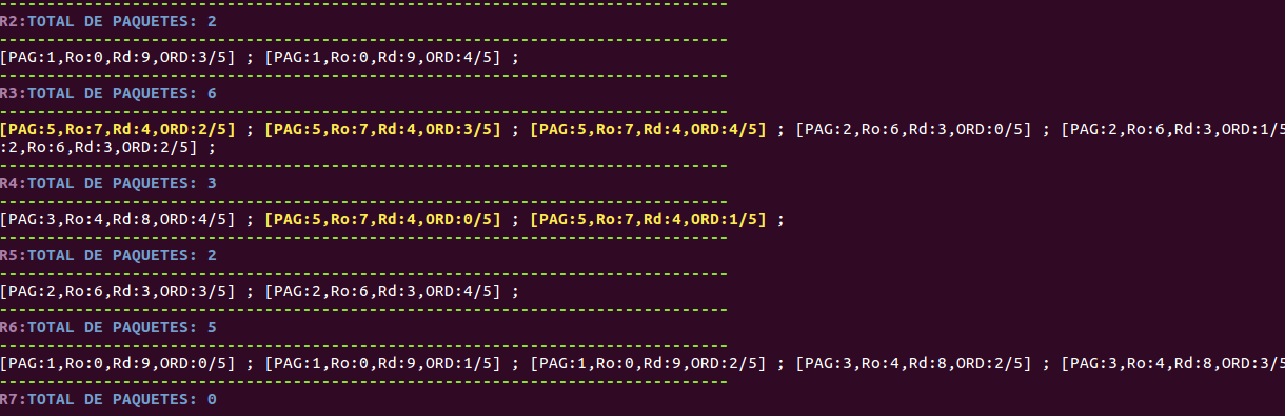 --------------------------------------------------------------------------------
R2:TOTAL DE PAQUETES: 2
--------------------------------------------------------------------------------
[PAG:1,Ro:0,Rd:9,ORD:3/5] ; [PAG:1,Ro:0,Rd:9,ORD:4/5] ;
--------------------------------------------------------------------------------
R3:TOTAL DE PAQUETES: 6
--------------------------------------------------------------------------------
[PAG:5,Ro:7,Rd:4,ORD:2/5] ; [PAG:5,Ro:7,Rd:4,ORD:3/5] ; [PAG:5,Ro:7,Rd:4,ORD:4/5] ; [PAG:2,Ro:6,Rd:3,ORD:0/5] ; [PAG:2,Ro:6,Rd:3,ORD:1/5
:2,Ro:6,Rd:3,ORD:2/5] ;
--------------------------------------------------------------------------------
R4:TOTAL DE PAQUETES: 3
--------------------------------------------------------------------------------
[PAG:3,Ro:4,Rd:8,ORD:4/5] ; [PAG:5,Ro:7,Rd:4,ORD:0/5] ; [PAG:5,Ro:7,Rd:4,ORD:1/5] ;
--------------------------------------------------------------------------------
R5:TOTAL DE PAQUETES: 2
--------------------------------------------------------------------------------
[PAG:2,Ro:6,Rd:3,ORD:3/5] ; [PAG:2,Ro:6,Rd:3,ORD:4/5] ;
--------------------------------------------------------------------------------
R6:TOTAL DE PAQUETES: 5
--------------------------------------------------------------------------------
[PAG:1,Ro:0,Rd:9,ORD:0/5] ; [PAG:1,Ro:0,Rd:9,ORD:1/5] ; [PAG:1,Ro:0,Rd:9,ORD:2/5] ; [PAG:3,Ro:4,Rd:8,ORD:2/5] ; [PAG:3,Ro:4,Rd:8,ORD:3/5
--------------------------------------------------------------------------------
R7:TOTAL DE PAQUETES: 0